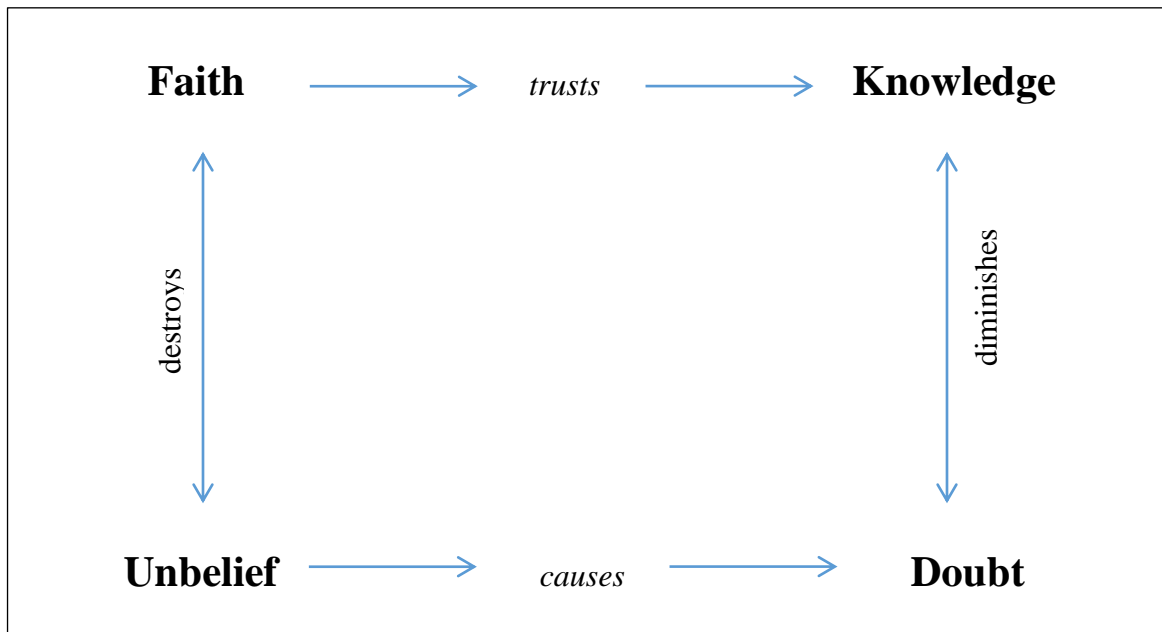 Faith trusts Knowledge
destroys
diminishes
Unbelief causes Doubt